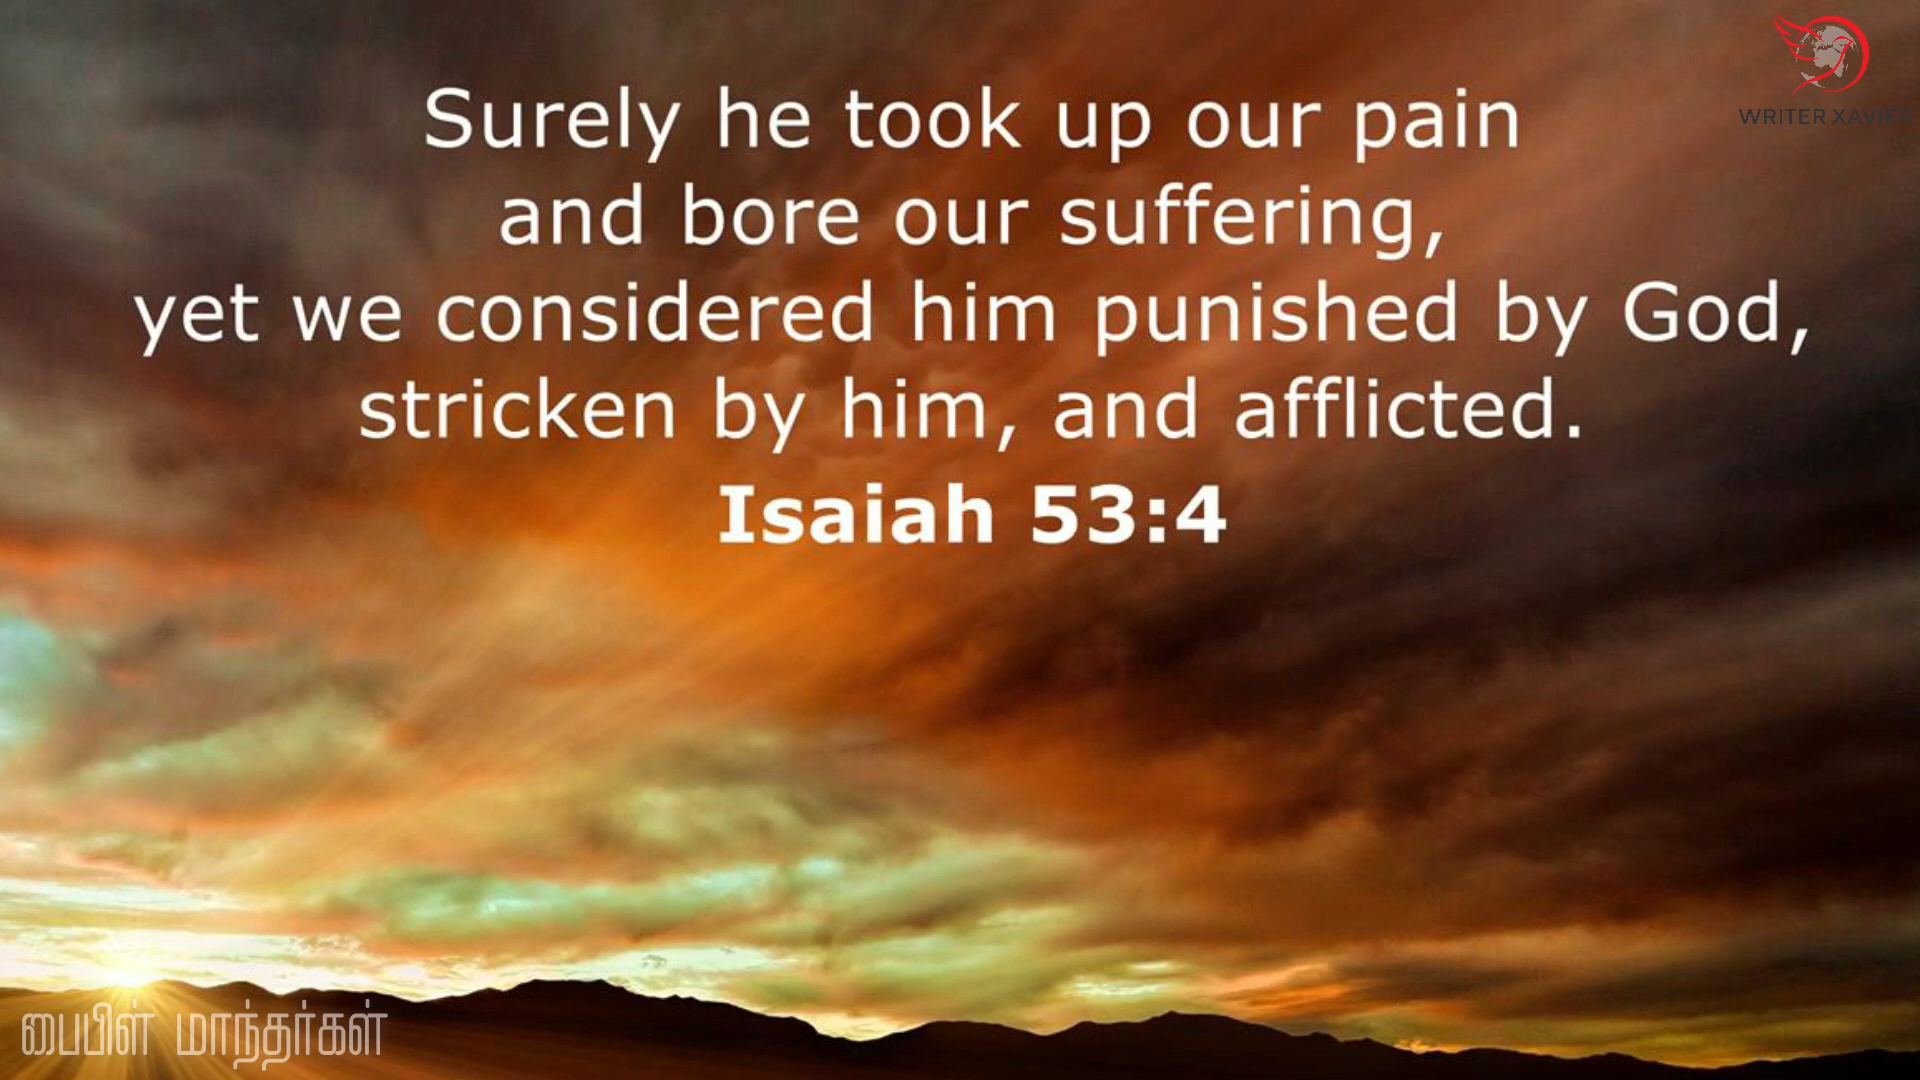 Surely he took up our pain
and bore our suffering,
yet we considered him punished by God,
stricken by him, and afflicted.
Isaiah 53:4
WRITER XAVIER
பைபிள் மாந்தர்கள்